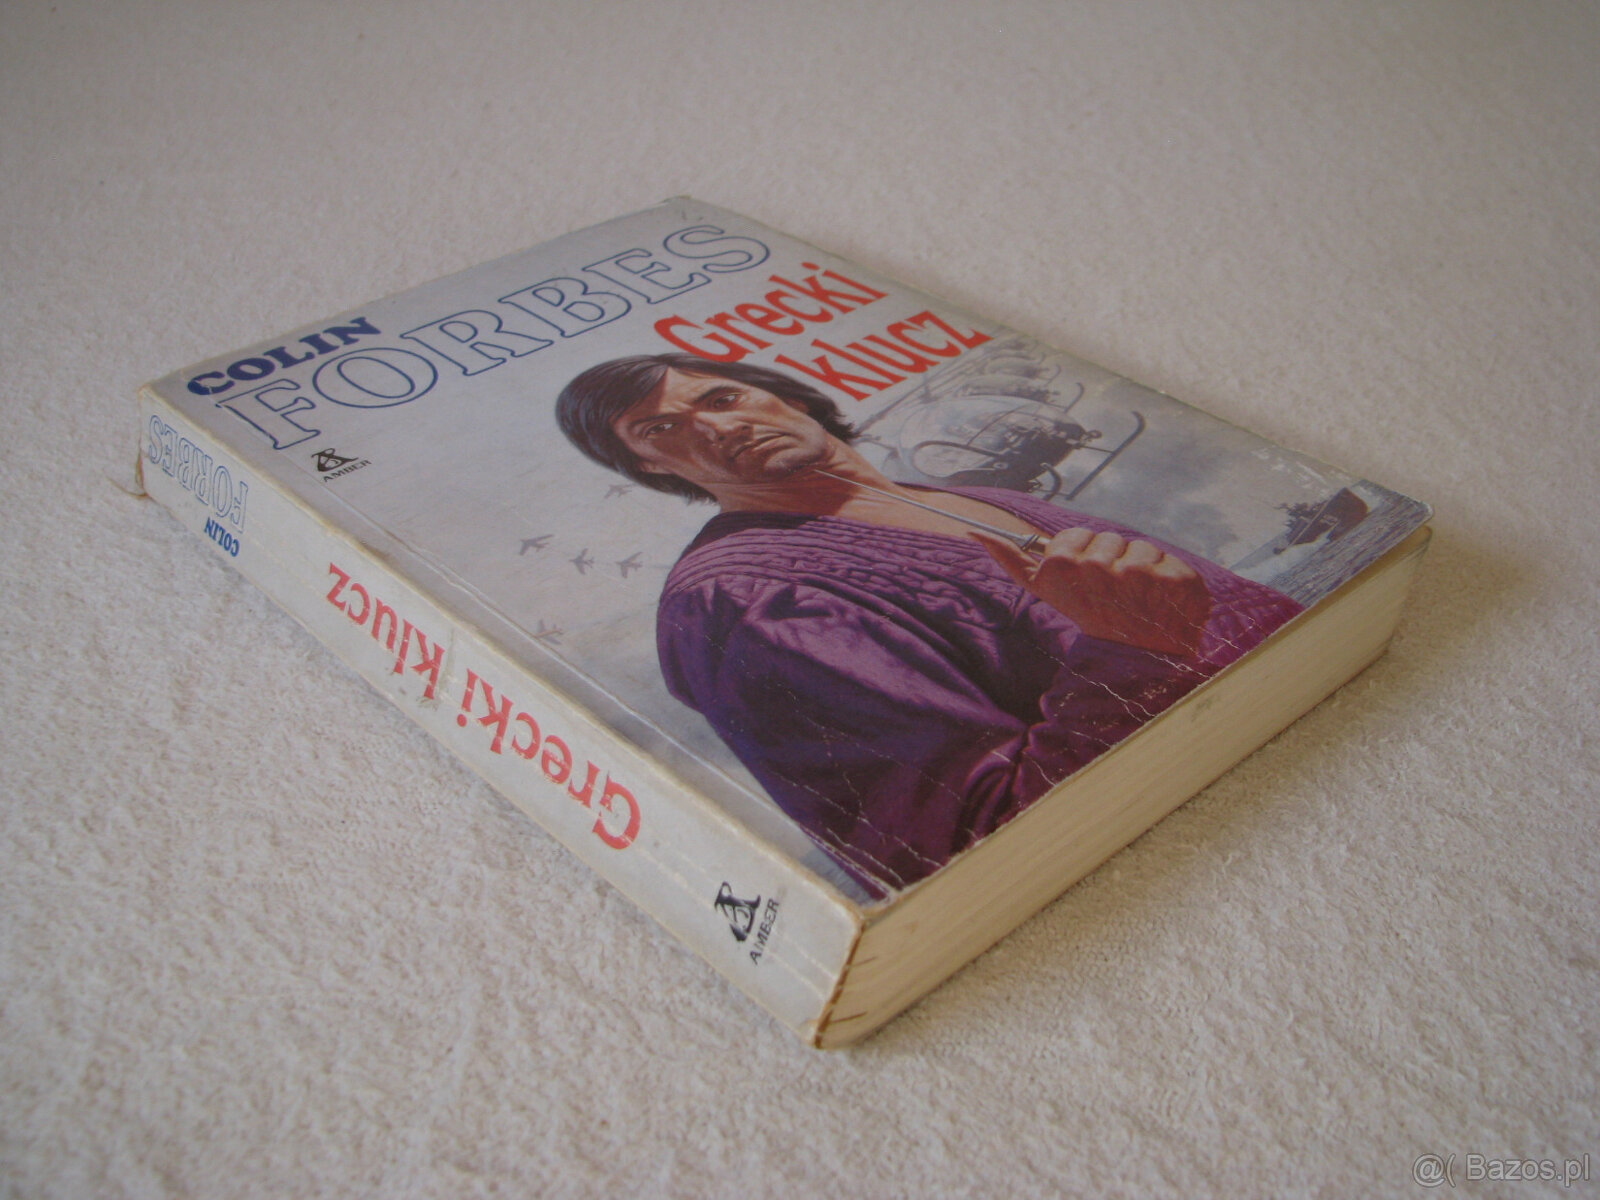 COLIN
FORBES
Grecki
klucz
AMBER
FORBES
COLIN
Grecki klucz
AMBER
@( Bazos.pl